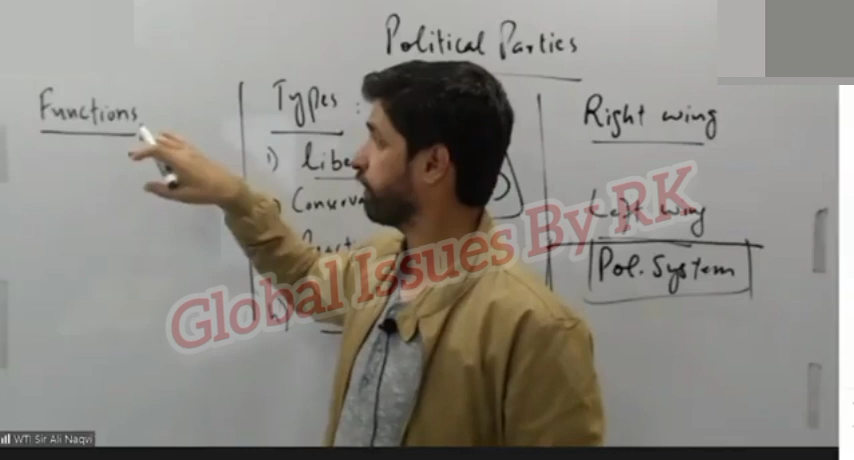 Political Parties
Functions
Types :
1) Libe
Conserva
Right wing
Left wing
Pol. System
Global Issues By RK
WTI Sir Ali Naqvi